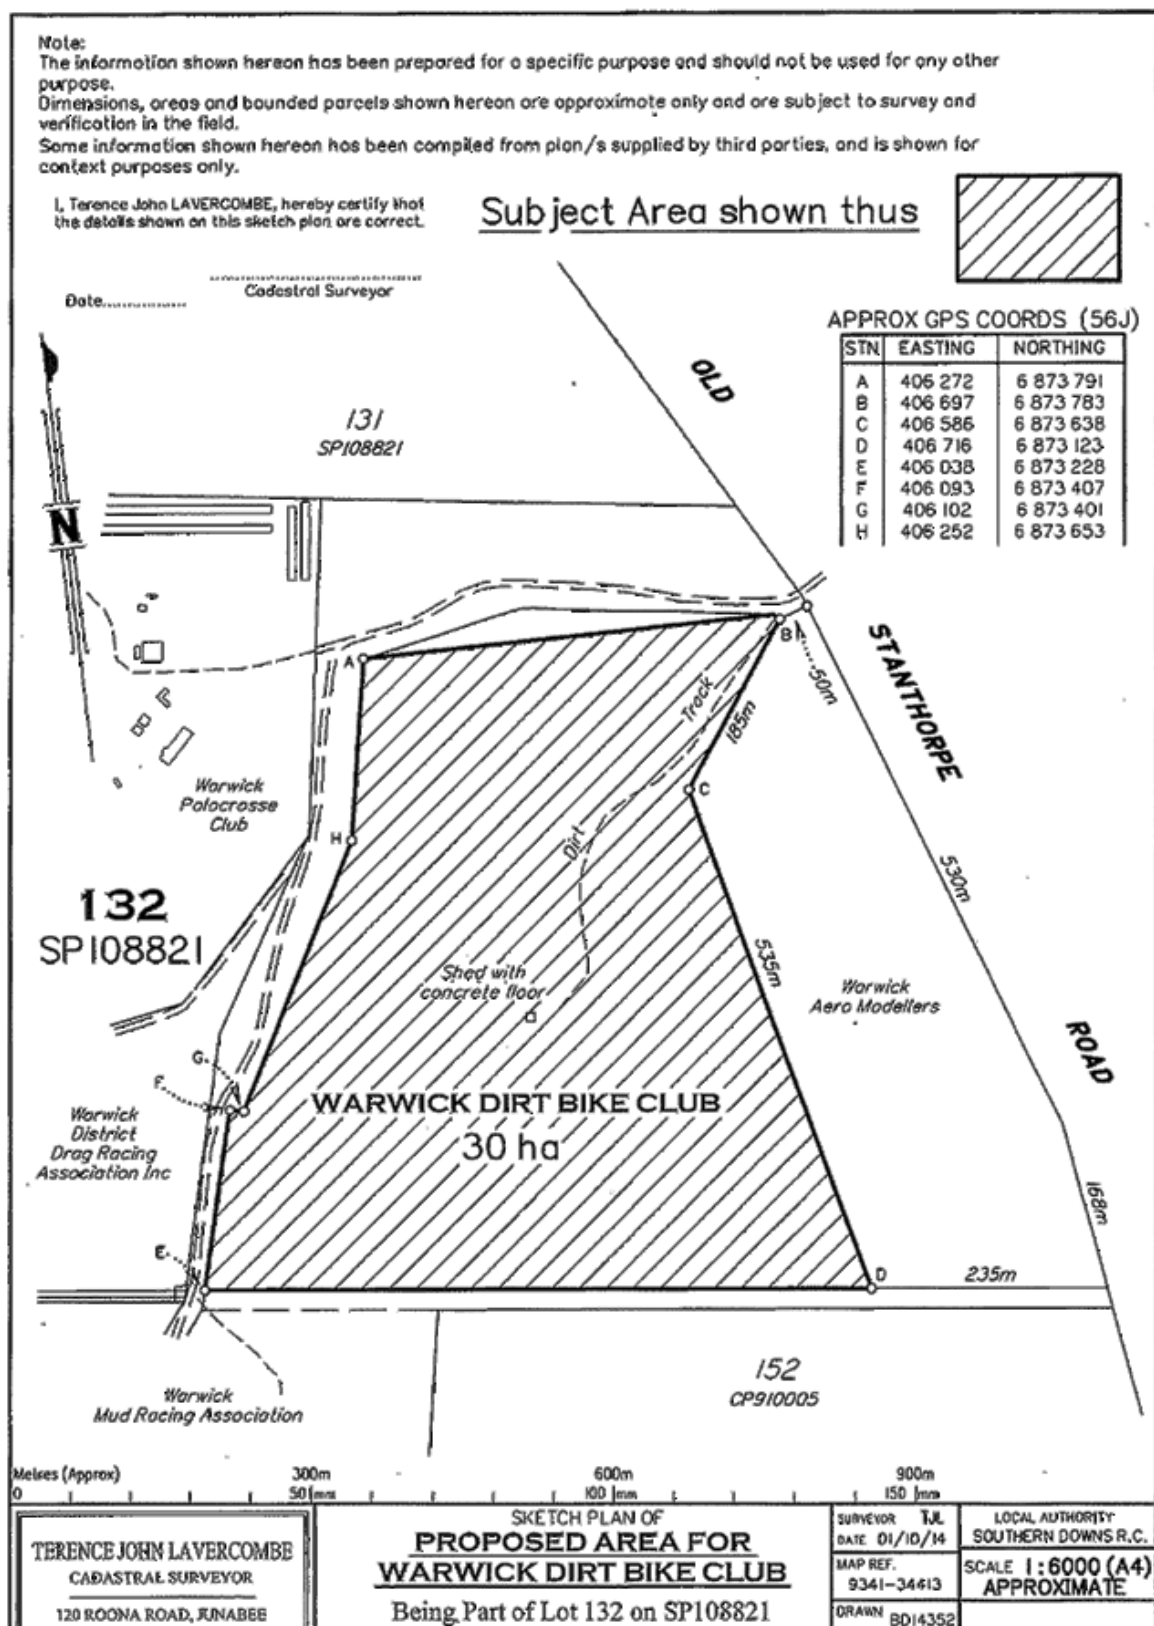 Note:
The information shown hereon has been prepared for a specific purpose and should not be used for any other
purpose.
Dimensions, areas and bounded parcels shown hereon are approximate only and are subject to survey and
verification in the field.
Some information shown hereon has been compiled from plan/s supplied by third parties, and is shown for
context purposes only.
I, Terence John LAVERCOMBE, hereby certify that
the details shown on this sketch plan are correct.
Subject Area shown thus
Cadastral Surveyor
Date
APPROX GPS COORDS (56J)
STN EASTING NORTHING
A 406 272 6 873 791
B 406 697 6 873 783
C 406 586 6 873 638
D 406 716 6 873 123
E 406 038 6 873 228
F 406 093 6 873 407
G 406 102 6 873 401
H 406 252 6 873 653
OLD
131
SP108821
N
B
A
50m
STANTHORPE
Track
185m
C
Warwick
Polocrosse
Club
H
Dirt
530m
132
SP108821
535m
Shed with
concrete floor
Warwick
Aero Modellers
ROAD
G
F
WARWICK DIRT BIKE CLUB
30 ha
Warwick
District
Drag Racing
Association Inc
168m
E
D
235m
152
CP910005
Warwick
Mud Racing Association
Metres (Approx) 300m 600m 900m
0 50 mm 100 mm 150 mm
TERENCE JOHN LAVERCOMBE
CADASTRAL SURVEYOR
120 ROONA ROAD, JUNABEE
SKETCH PLAN OF
PROPOSED AREA FOR
WARWICK DIRT BIKE CLUB
Being Part of Lot 132 on SP108821
SURVEYOR TJL
DATE 01/10/14
MAP REF.
9341-34413
DRAWN BD14352
LOCAL AUTHORITY
SOUTHERN DOWNS R.C.
SCALE 1:6000 (A4)
APPROXIMATE